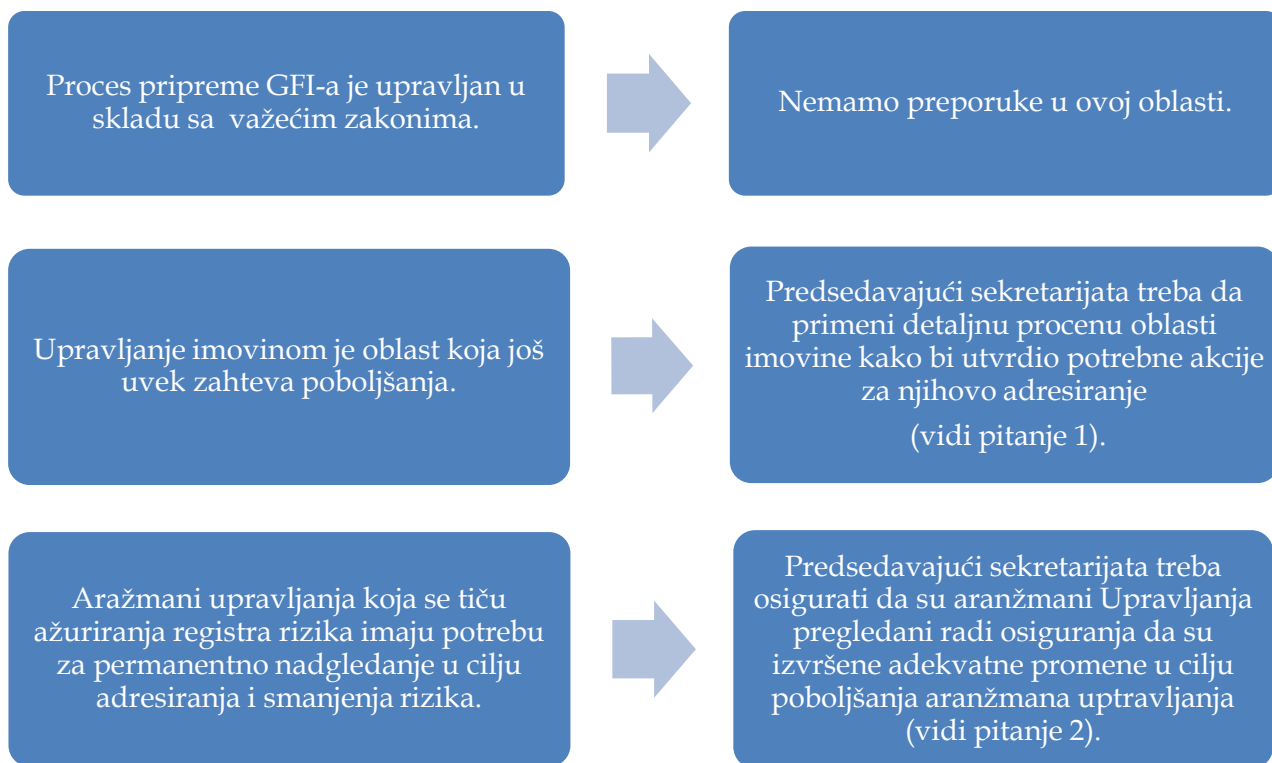 Proces pripreme GFI-a je upravljan u
skladu sa važećim zakonima.
Nemamo preporuke u ovoj oblasti.
Upravljanje imovinom je oblast koja još
uvek zahteva poboljšanja.
Predsedavajući sekretarijata treba da
primeni detaljnu procenu oblasti
imovine kako bi utvrdio potrebne akcije
za njihovo adresiranje
(vidi pitanje 1).
Aražmani upravljanja koja se tiču
ažuriranja registra rizika imaju potrebu
za permanentno nadgledanje u cilju
adresiranja i smanjenja rizika.
Predsedavajući sekretarijata treba
osigurati da su aranžmani Upravljanja
pregledani radi osiguranja da su
izvršene adekvatne promene u cilju
poboljšanja aranžmana uptravljanja
(vidi pitanje 2).